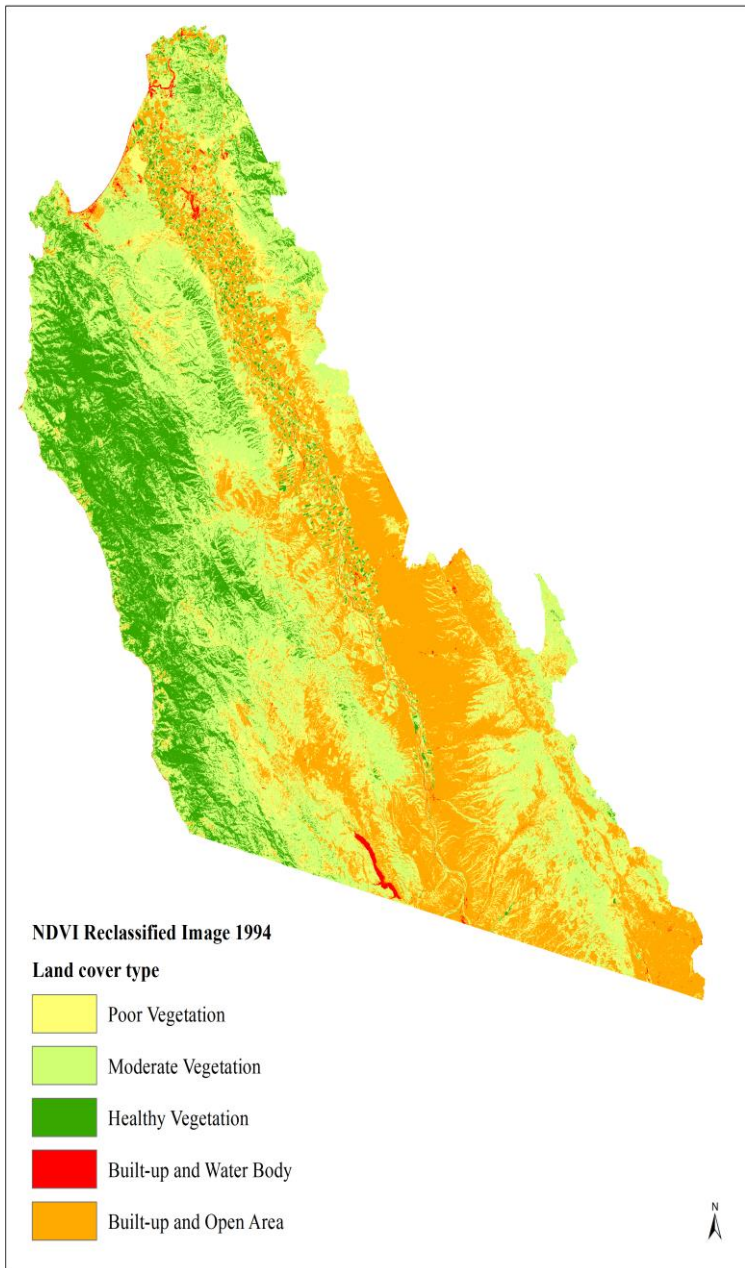 NDVI Reclassified Image 1994
Land cover type
Poor Vegetation
Moderate Vegetation
Healthy Vegetation
Built-up and Water Body
Built-up and Open Area
N